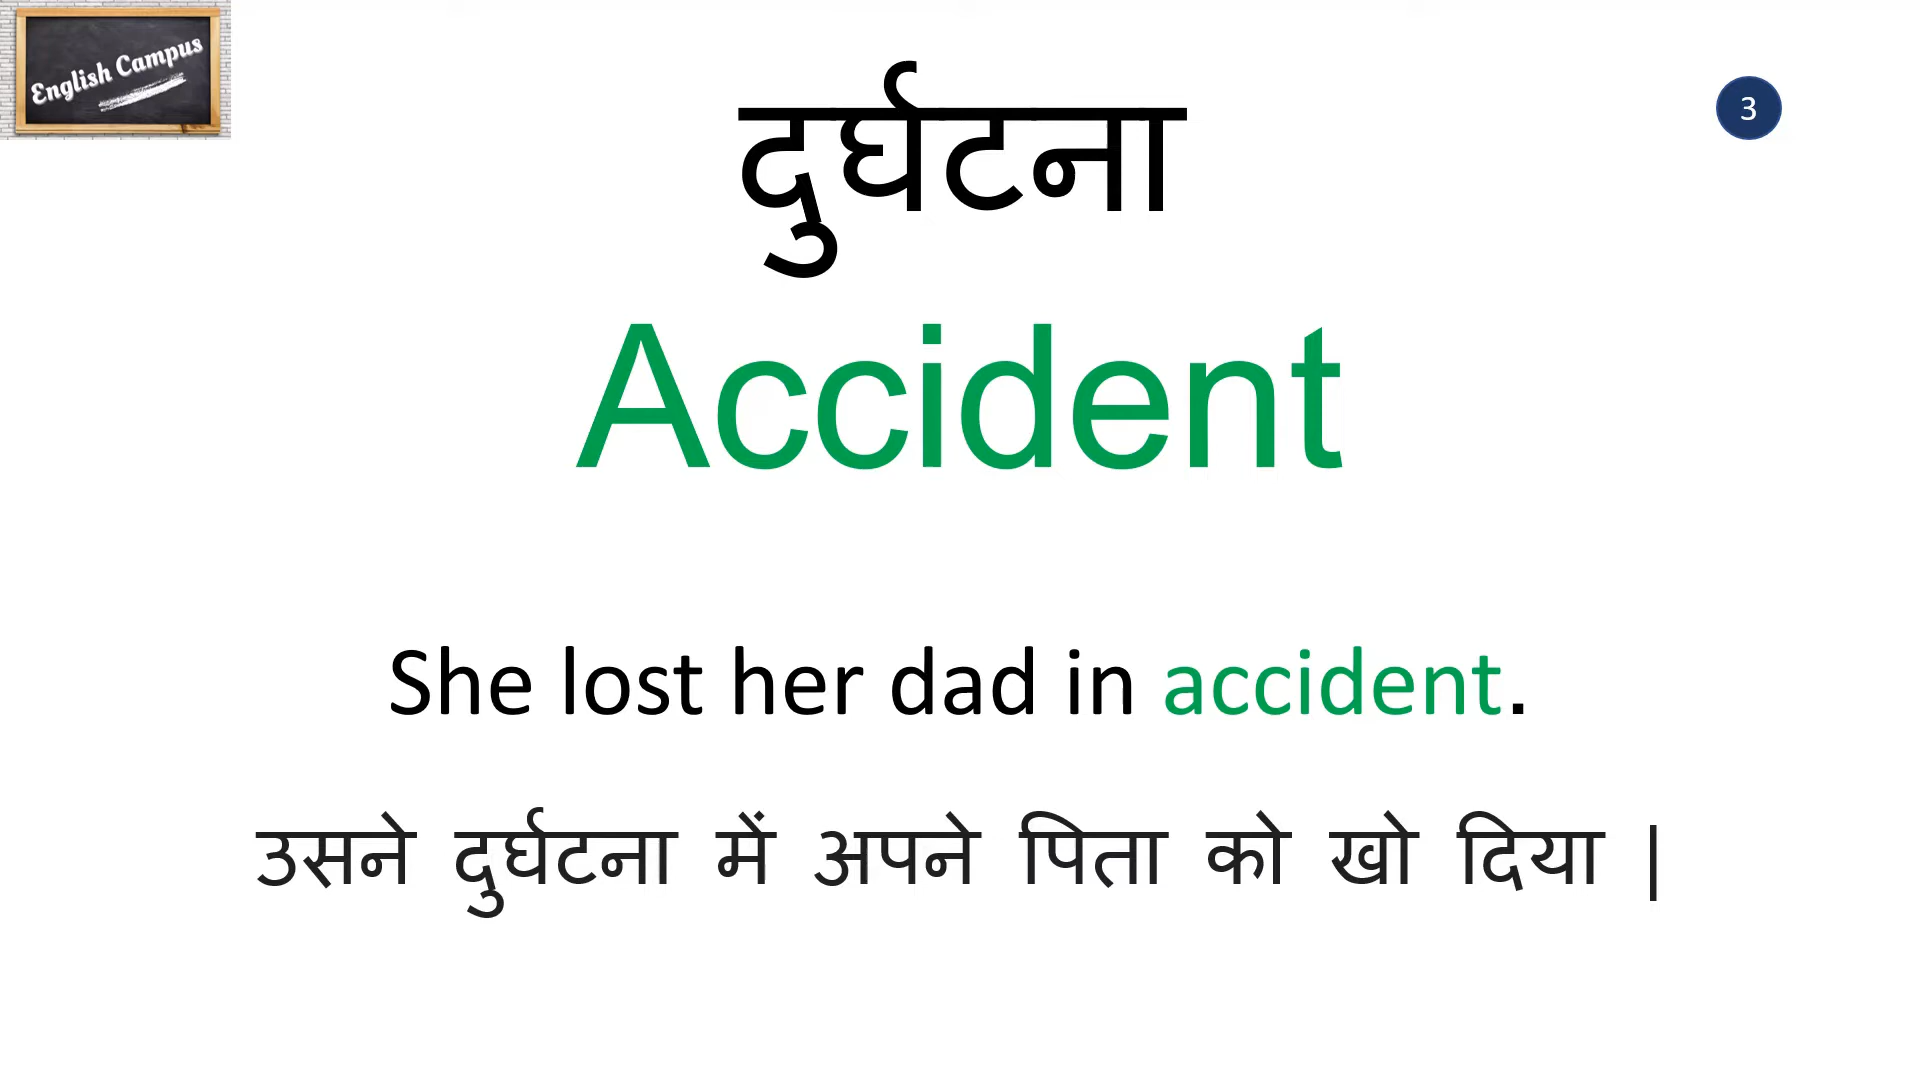 English Campus
3
दुर्घटना
Accident
She lost her dad in accident.
उसने दुर्घटना में अपने पिता को खो दिया |